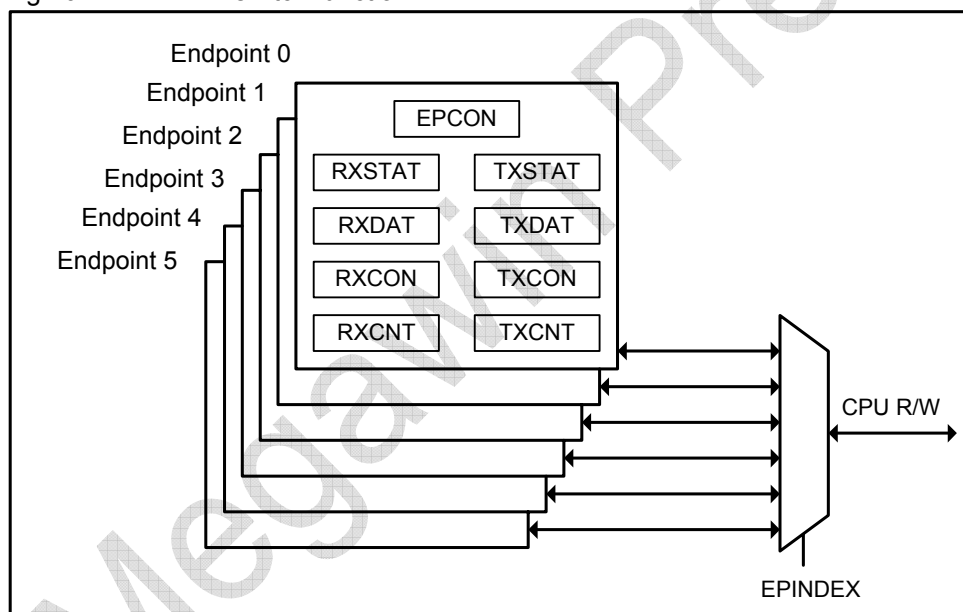 Endpoint 0
Endpoint 1
Endpoint 2
Endpoint 3
Endpoint 4
Endpoint 5
EPCON
RXSTAT TXSTAT
RXDAT TXDAT
RXCON TXCON
RXCNT TXCNT
CPU R/W
EPINDEX
Megawin